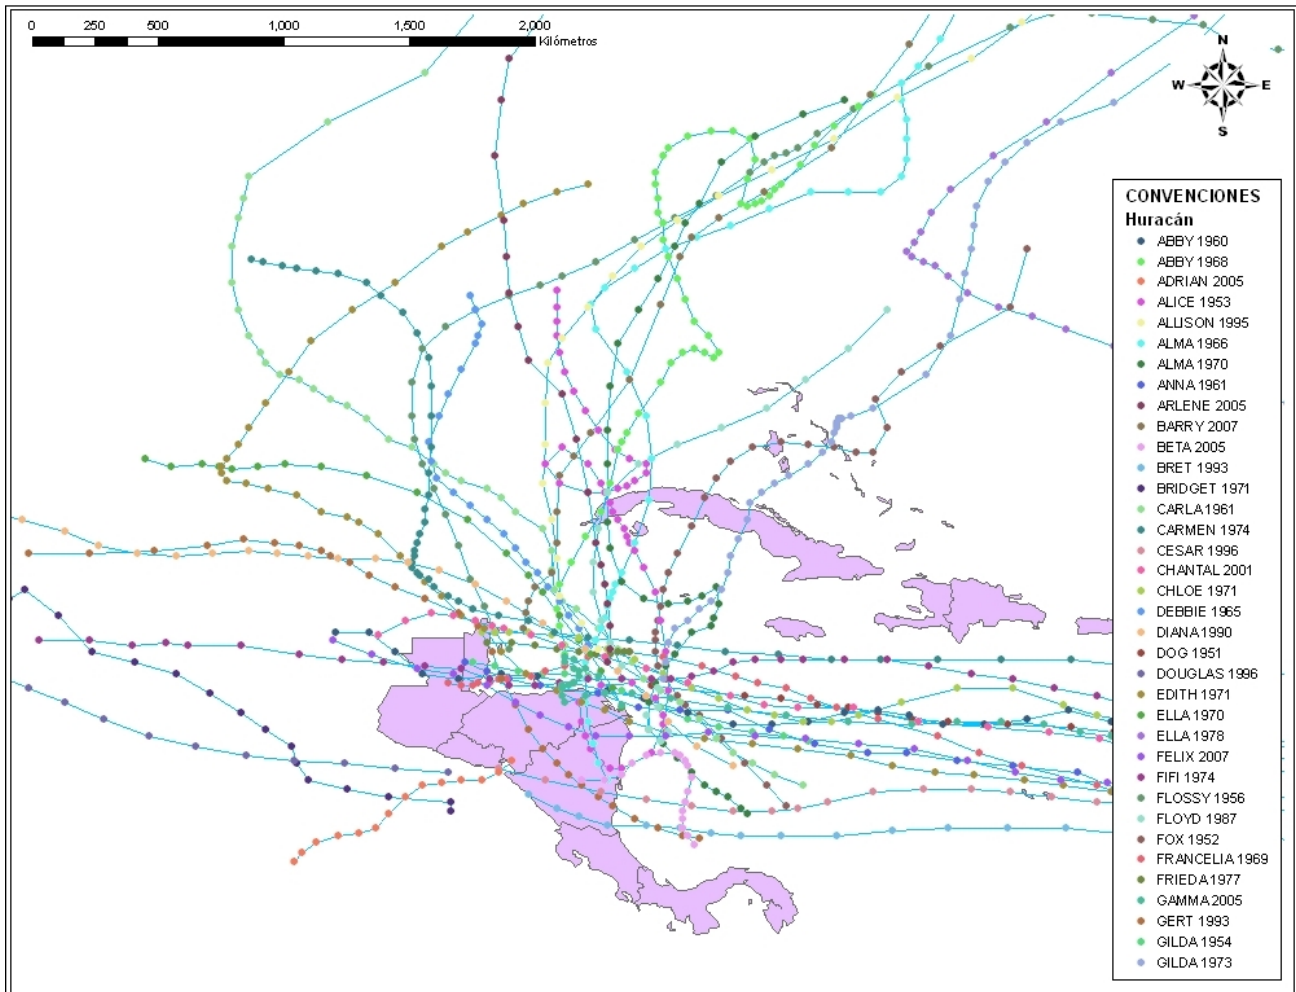 0 250 500 1,000 1,500 2,000
Kilómetros
N
W E
S
CONVENCIONES
Huracán
ABBY 1960
ABBY 1968
ADRIAN 2005
ALICE 1953
ALLISON 1995
ALMA 1966
ALMA 1970
ANNA 1961
ARLENE 2005
BARRY 2007
BETA 2005
BRET 1993
BRIDGET 1971
CARLA 1961
CARMEN 1974
CESAR 1996
CHANTAL 2001
CHLOE 1971
DEBBIE 1965
DIANA 1990
DOG 1951
DOUGLAS 1996
EDITH 1971
ELLA 1970
ELLA 1978
FELIX 2007
FIFI 1974
FLOSSY 1956
FLOYD 1987
FOX 1952
FRANCELIA 1969
FRIEDA 1977
GAMMA 2005
GERT 1993
GILDA 1954
GILDA 1973